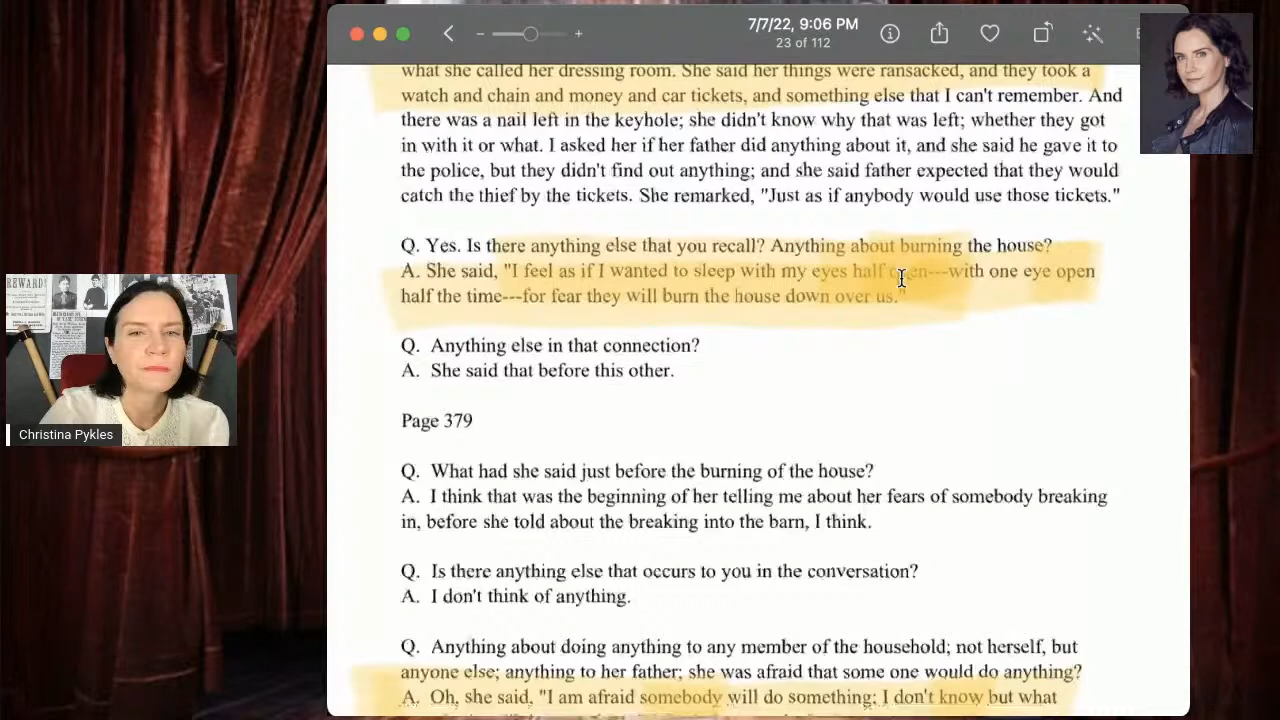 7/7/22, 9:06 PM
23 of 112
what she called her dressing room. She said her things were ransacked, and they took a
watch and chain and money and car tickets, and something else that I can't remember. And
there was a nail left in the keyhole; she didn't know why that was left; whether they got
in with it or what. I asked her if her father did anything about it, and she said he gave it to
the police, but they didn't find out anything; and she said father expected that they would
catch the thief by the tickets. She remarked, "Just as if anybody would use those tickets."
Q. Yes. Is there anything else that you recall? Anything about burning the house?
A. She said, "I feel as if I wanted to sleep with my eyes half open---with one eye open
half the time---for fear they will burn the house down over us."
Q. Anything else in that connection?
A. She said that before this other.
Page 379
Q. What had she said just before the burning of the house?
A. I think that was the beginning of her telling me about her fears of somebody breaking
in, before she told about the breaking into the barn, I think.
Q. Is there anything else that occurs to you in the conversation?
A. I don't think of anything.
Q. Anything about doing anything to any member of the household; not herself, but
anyone else; anything to her father; she was afraid that some one would do anything?
A. Oh, she said, "I am afraid somebody will do something; I don't know but what
REWARD!
Christina Pykles